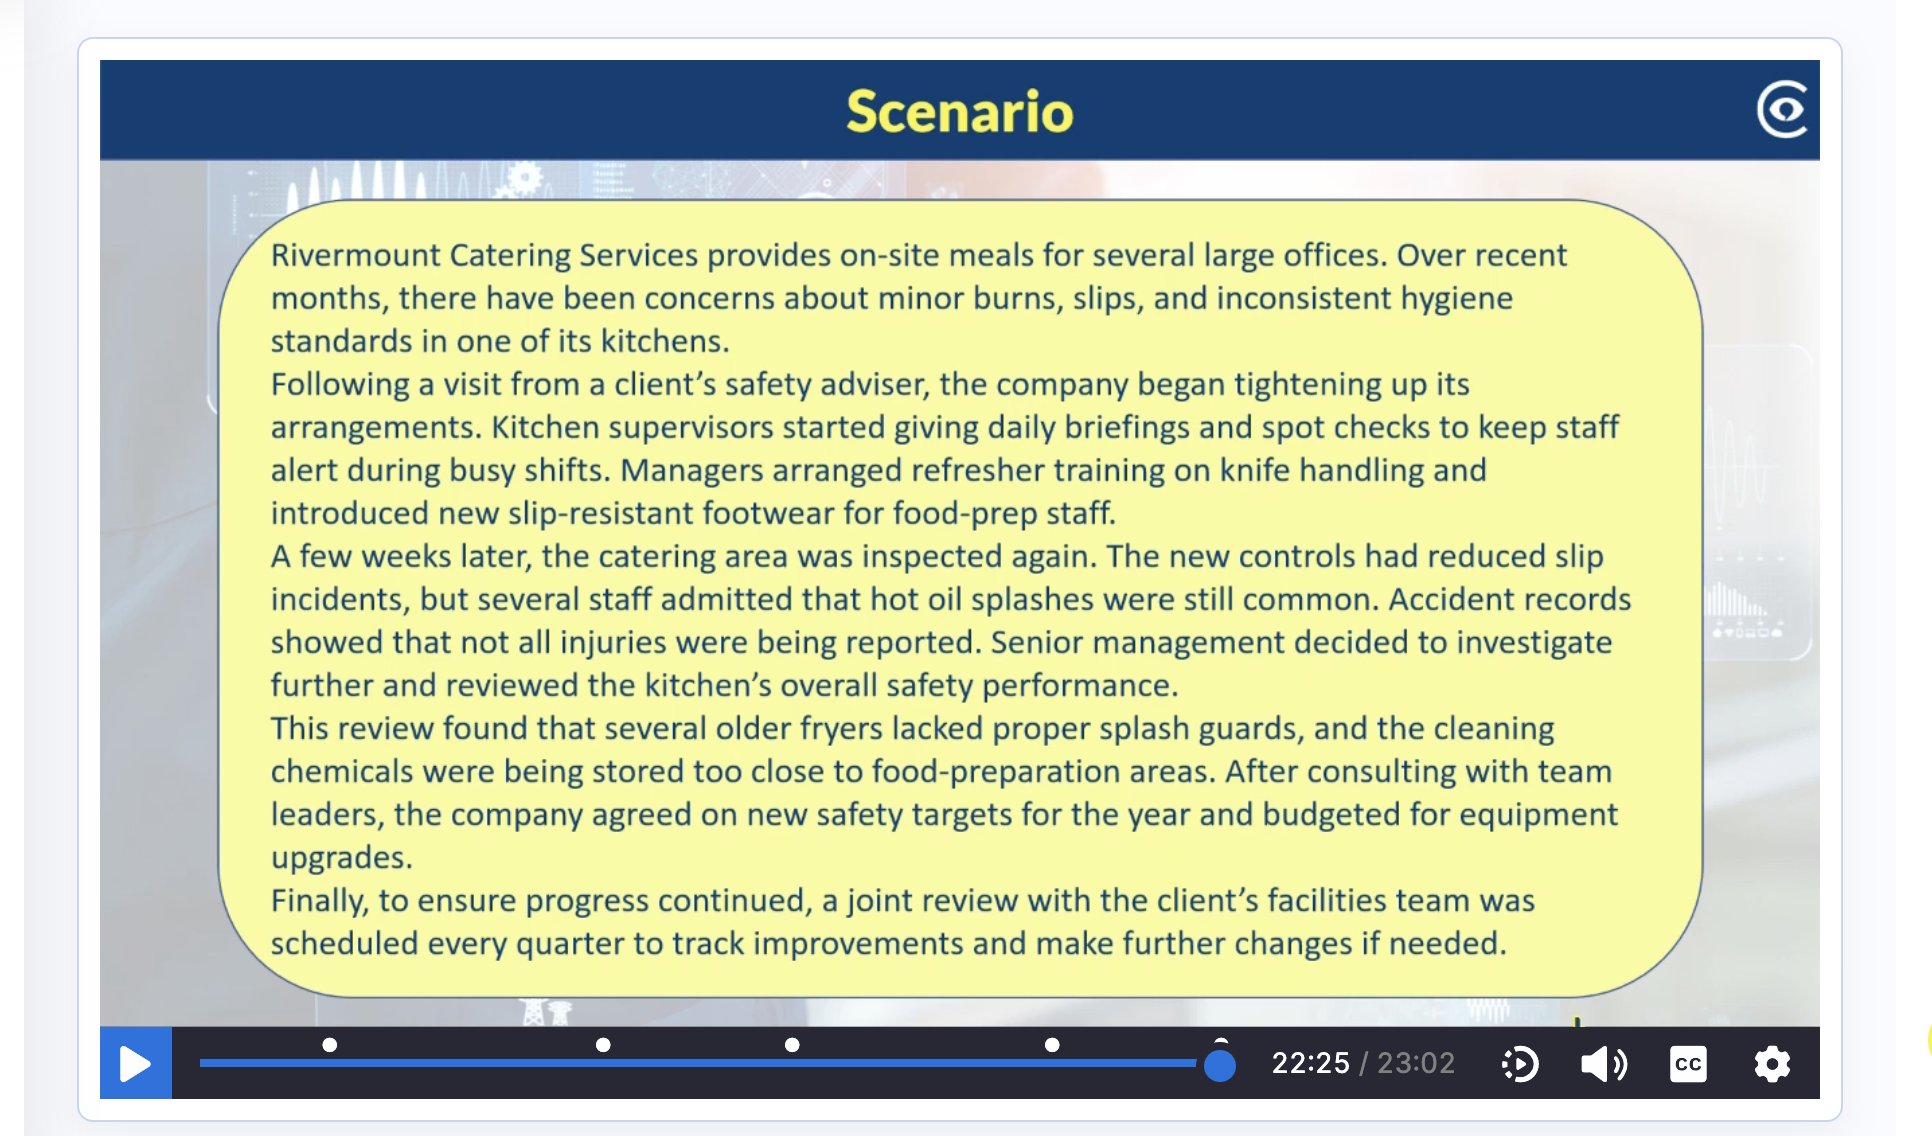 Scenario
Rivermount Catering Services provides on-site meals for several large offices. Over recent
months, there have been concerns about minor burns, slips, and inconsistent hygiene
standards in one of its kitchens.
Following a visit from a client’s safety adviser, the company began tightening up its
arrangements. Kitchen supervisors started giving daily briefings and spot checks to keep staff
alert during busy shifts. Managers arranged refresher training on knife handling and
introduced new slip-resistant footwear for food-prep staff.
A few weeks later, the catering area was inspected again. The new controls had reduced slip
incidents, but several staff admitted that hot oil splashes were still common. Accident records
showed that not all injuries were being reported. Senior management decided to investigate
further and reviewed the kitchen’s overall safety performance.
This review found that several older fryers lacked proper splash guards, and the cleaning
chemicals were being stored too close to food-preparation areas. After consulting with team
leaders, the company agreed on new safety targets for the year and budgeted for equipment
upgrades.
Finally, to ensure progress continued, a joint review with the client’s facilities team was
scheduled every quarter to track improvements and make further changes if needed.
22:25 / 23:02
CC